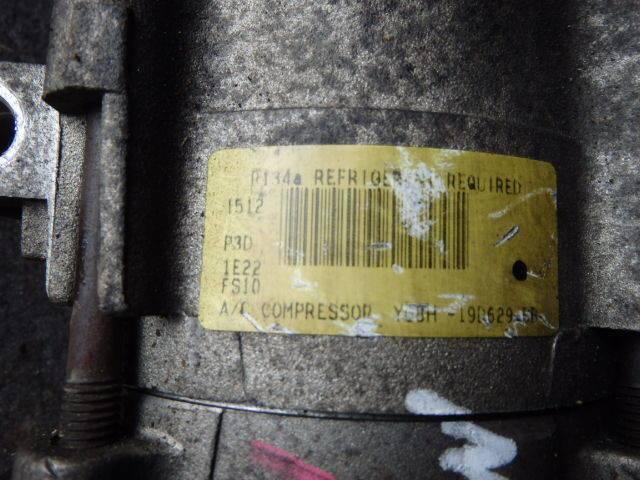 R134a REFRIGERANT REQUIRED
1512
P3D
1E22
FS10
A/C COMPRESSOR